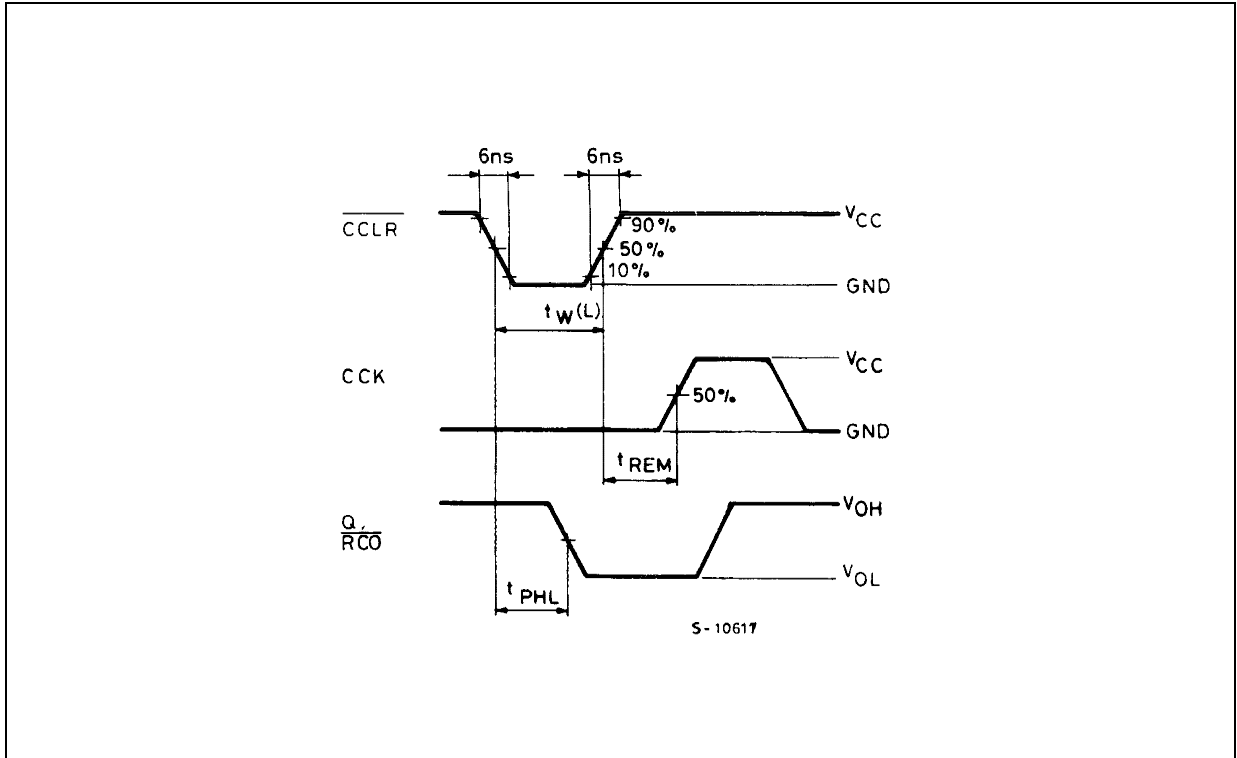 6ns 6ns
CCLR VCC
90%
50%
10%
GND
tW(L)
CCK VCC
50%
GND
tREM
Q, VOH
RCO
VOL
tPHL
S-10617